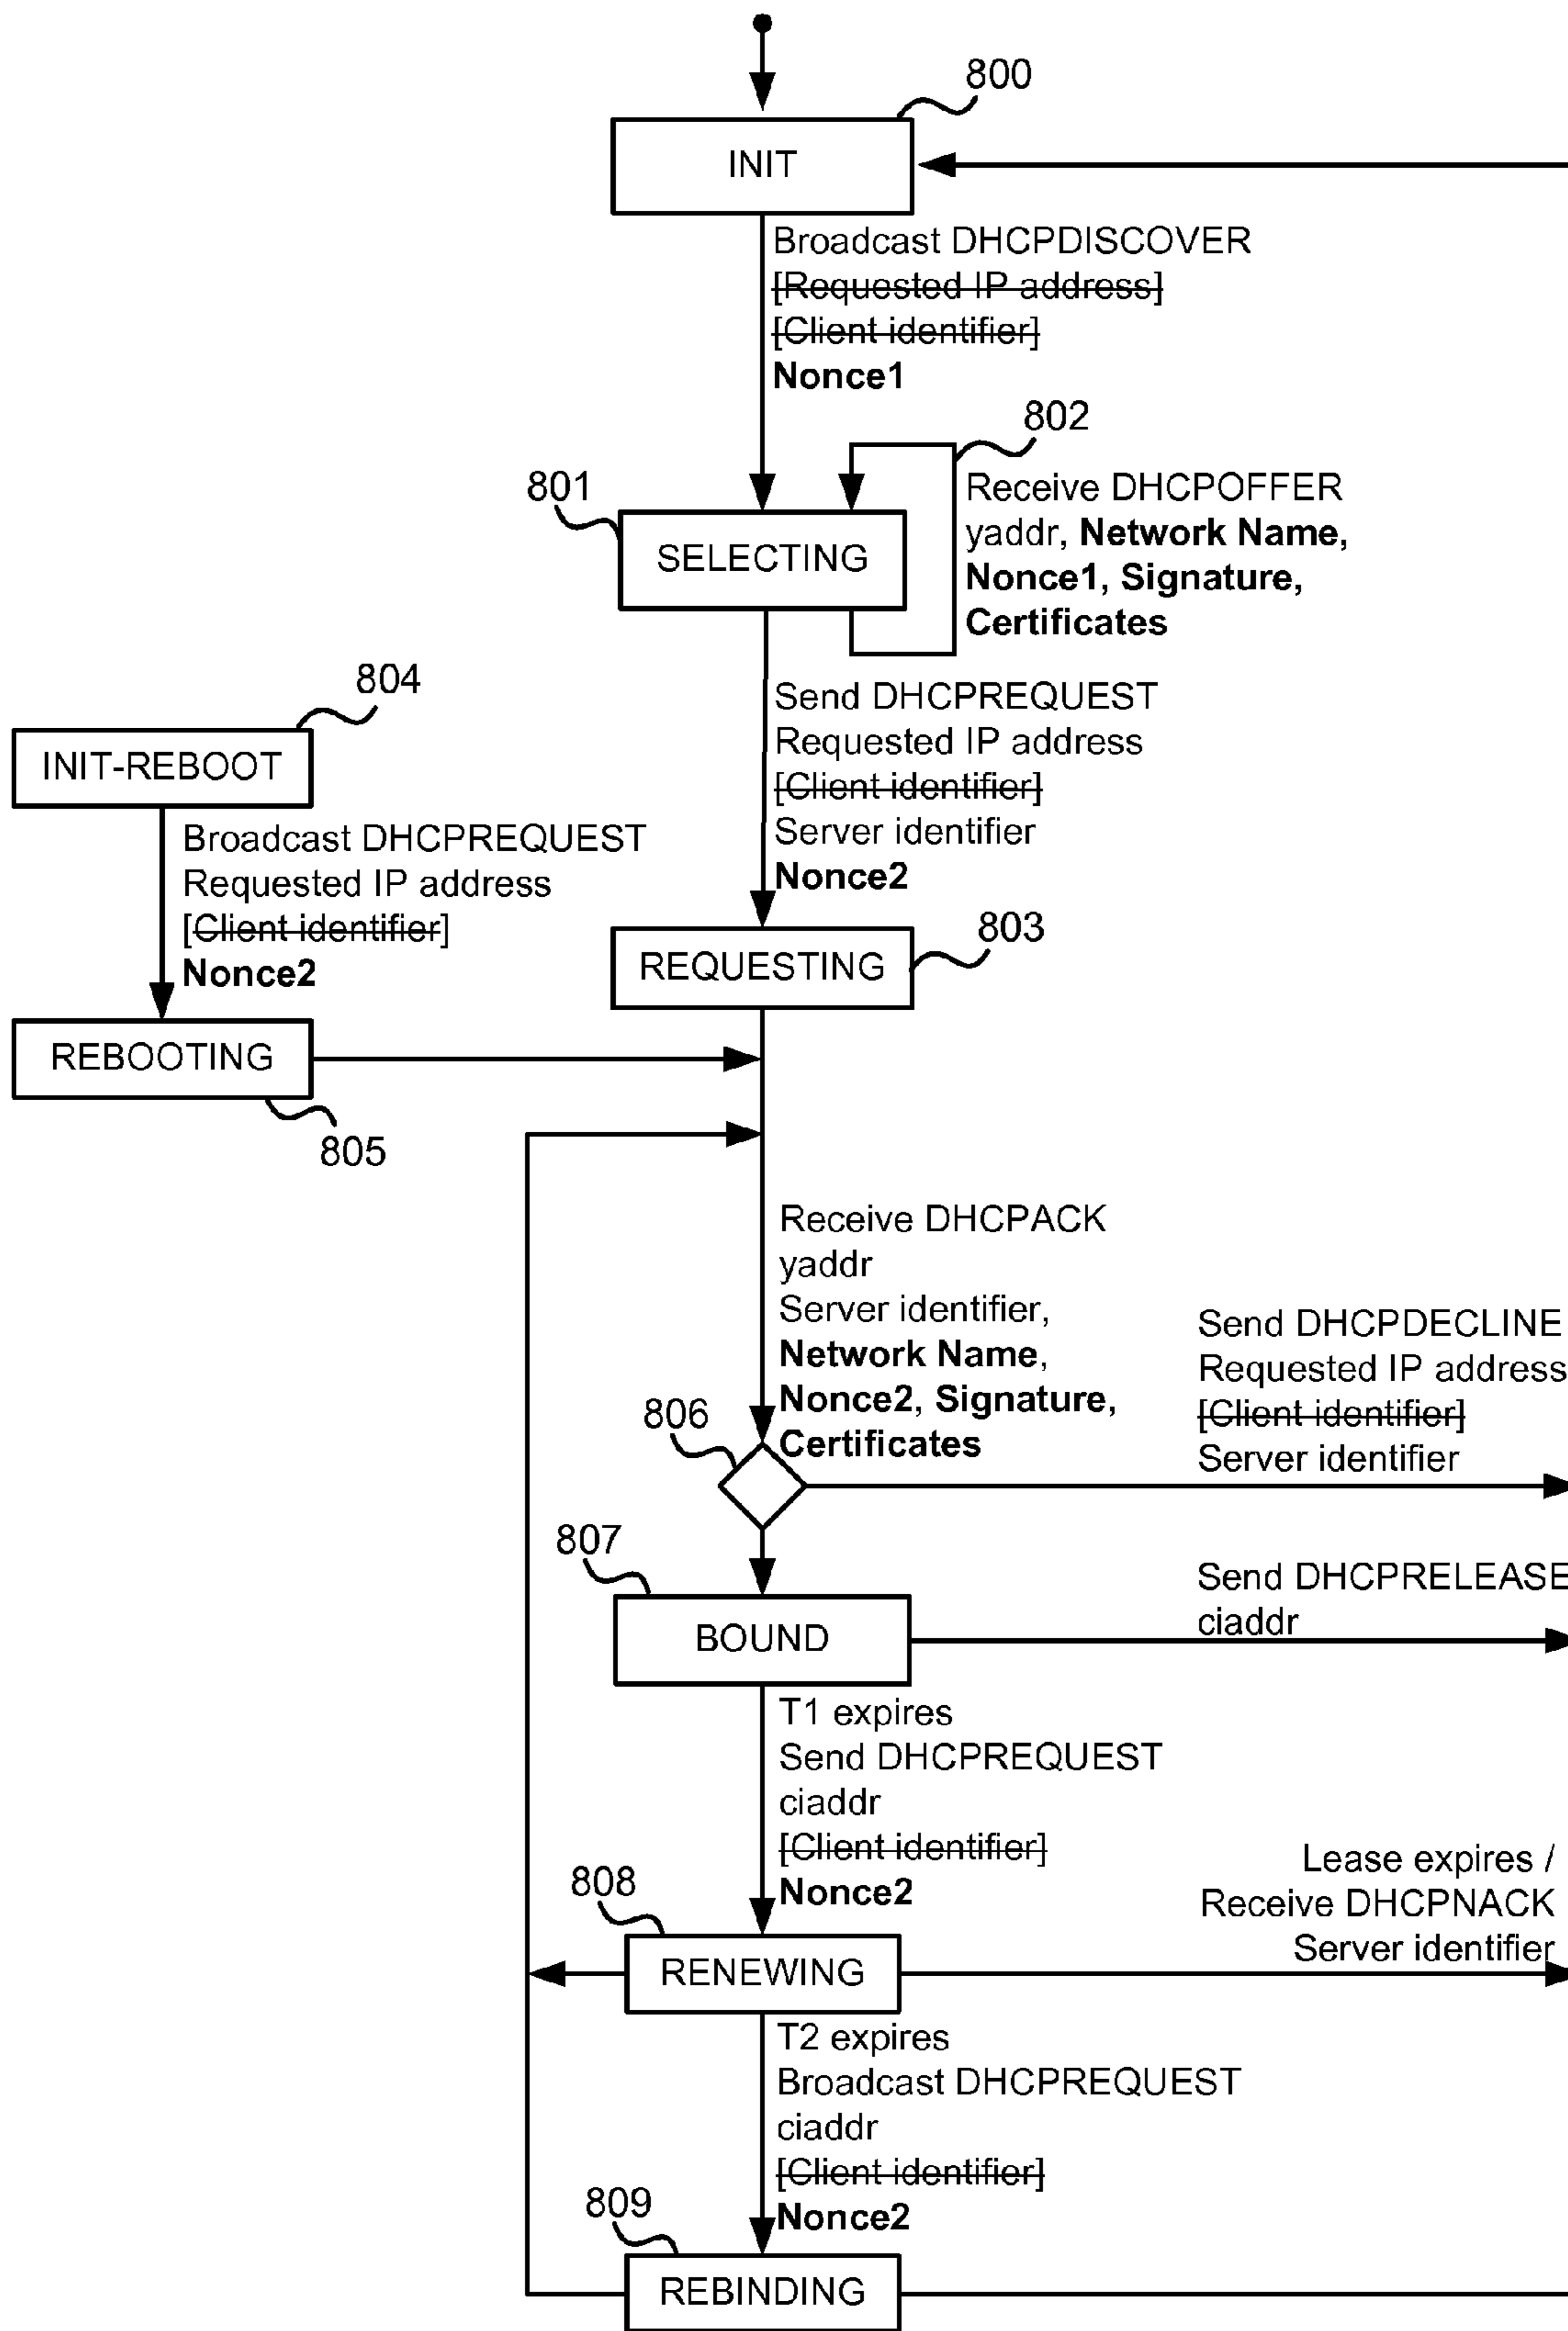 800
INIT
Broadcast DHCPDISCOVER
[Requested IP address]
[Client identifier]
Nonce1
802
801
Receive DHCPOFFER
yaddr, Network Name,
Nonce1, Signature,
Certificates
SELECTING
804
Send DHCPREQUEST
Requested IP address
[Client identifier]
Server identifier
Nonce2
INIT-REBOOT
Broadcast DHCPREQUEST
Requested IP address
[Client identifier]
Nonce2
803
REQUESTING
REBOOTING
805
Receive DHCPACK
yaddr
Server identifier,
Network Name,
Nonce2, Signature,
Certificates
Send DHCPDECLINE
Requested IP address
[Client identifier]
Server identifier
806
807
Send DHCPRELEASE
ciaddr
BOUND
T1 expires
Send DHCPREQUEST
ciaddr
[Client identifier]
Nonce2
Lease expires /
Receive DHCPNACK
Server identifier
808
RENEWING
T2 expires
Broadcast DHCPREQUEST
ciaddr
[Client identifier]
Nonce2
809
REBINDING